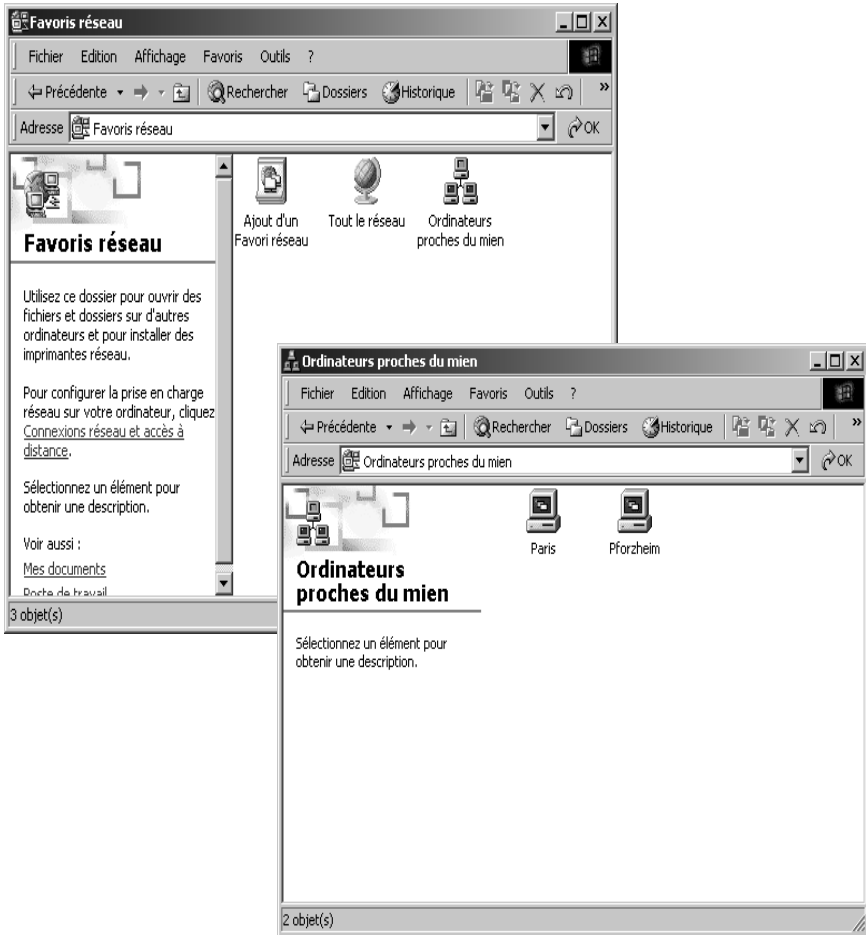 Favoris réseau
Fichier Edition Affichage Favoris Outils ?
Précédente Rechercher Dossiers Historique »
Adresse Favoris réseau OK
Favoris réseau
Utilisez ce dossier pour ouvrir des
fichiers et dossiers sur d'autres
ordinateurs et pour installer des
imprimantes réseau.
Pour configurer la prise en charge
réseau sur votre ordinateur, cliquez
Connexions réseau et accès à
distance.
Sélectionnez un élément pour
obtenir une description.
Voir aussi :
Mes documents
Poste de travail
Ajout d'un
Favori réseau
Tout le réseau
Ordinateurs
proches du mien
3 objet(s)
Ordinateurs proches du mien
Fichier Edition Affichage Favoris Outils ?
Précédente Rechercher Dossiers Historique »
Adresse Ordinateurs proches du mien OK
Ordinateurs
proches du mien
Sélectionnez un élément pour
obtenir une description.
Paris
Pforzheim
2 objet(s)